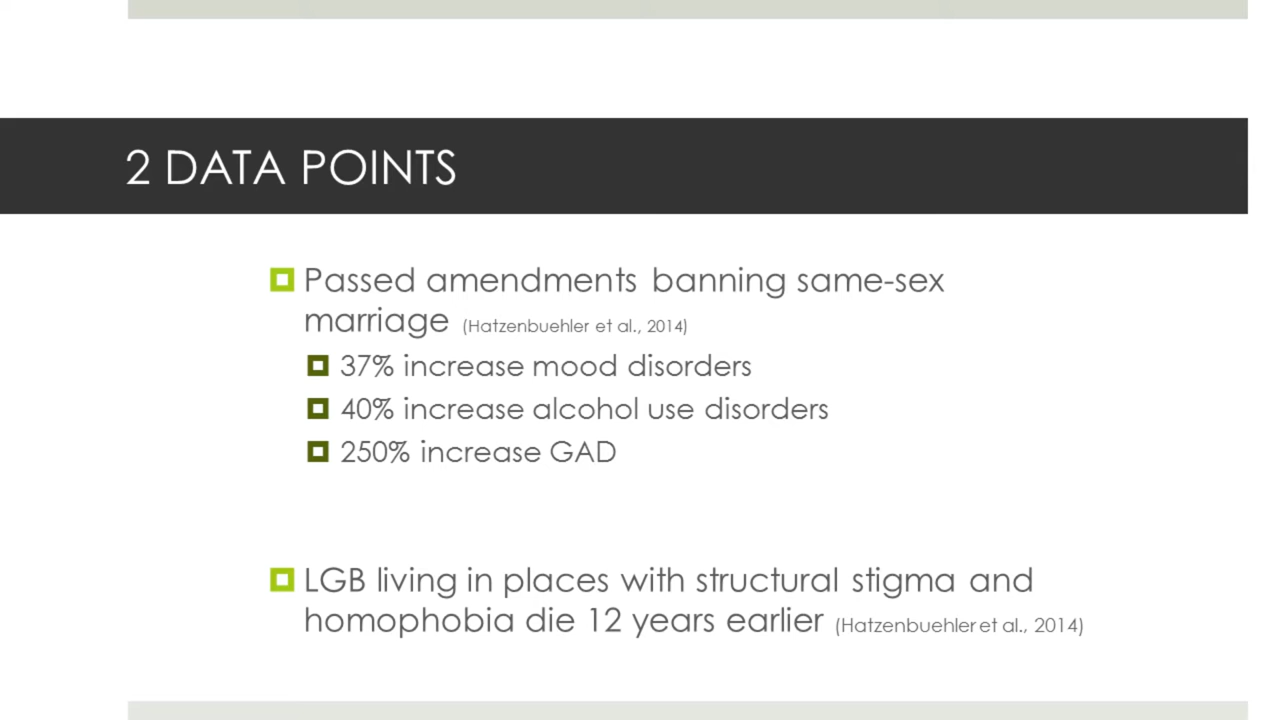 2 DATA POINTS
Passed amendments banning same-sex
marriage (Hatzenbuehler et al., 2014)
37% increase mood disorders
40% increase alcohol use disorders
250% increase GAD
LGB living in places with structural stigma and
homophobia die 12 years earlier (Hatzenbuehler et al., 2014)